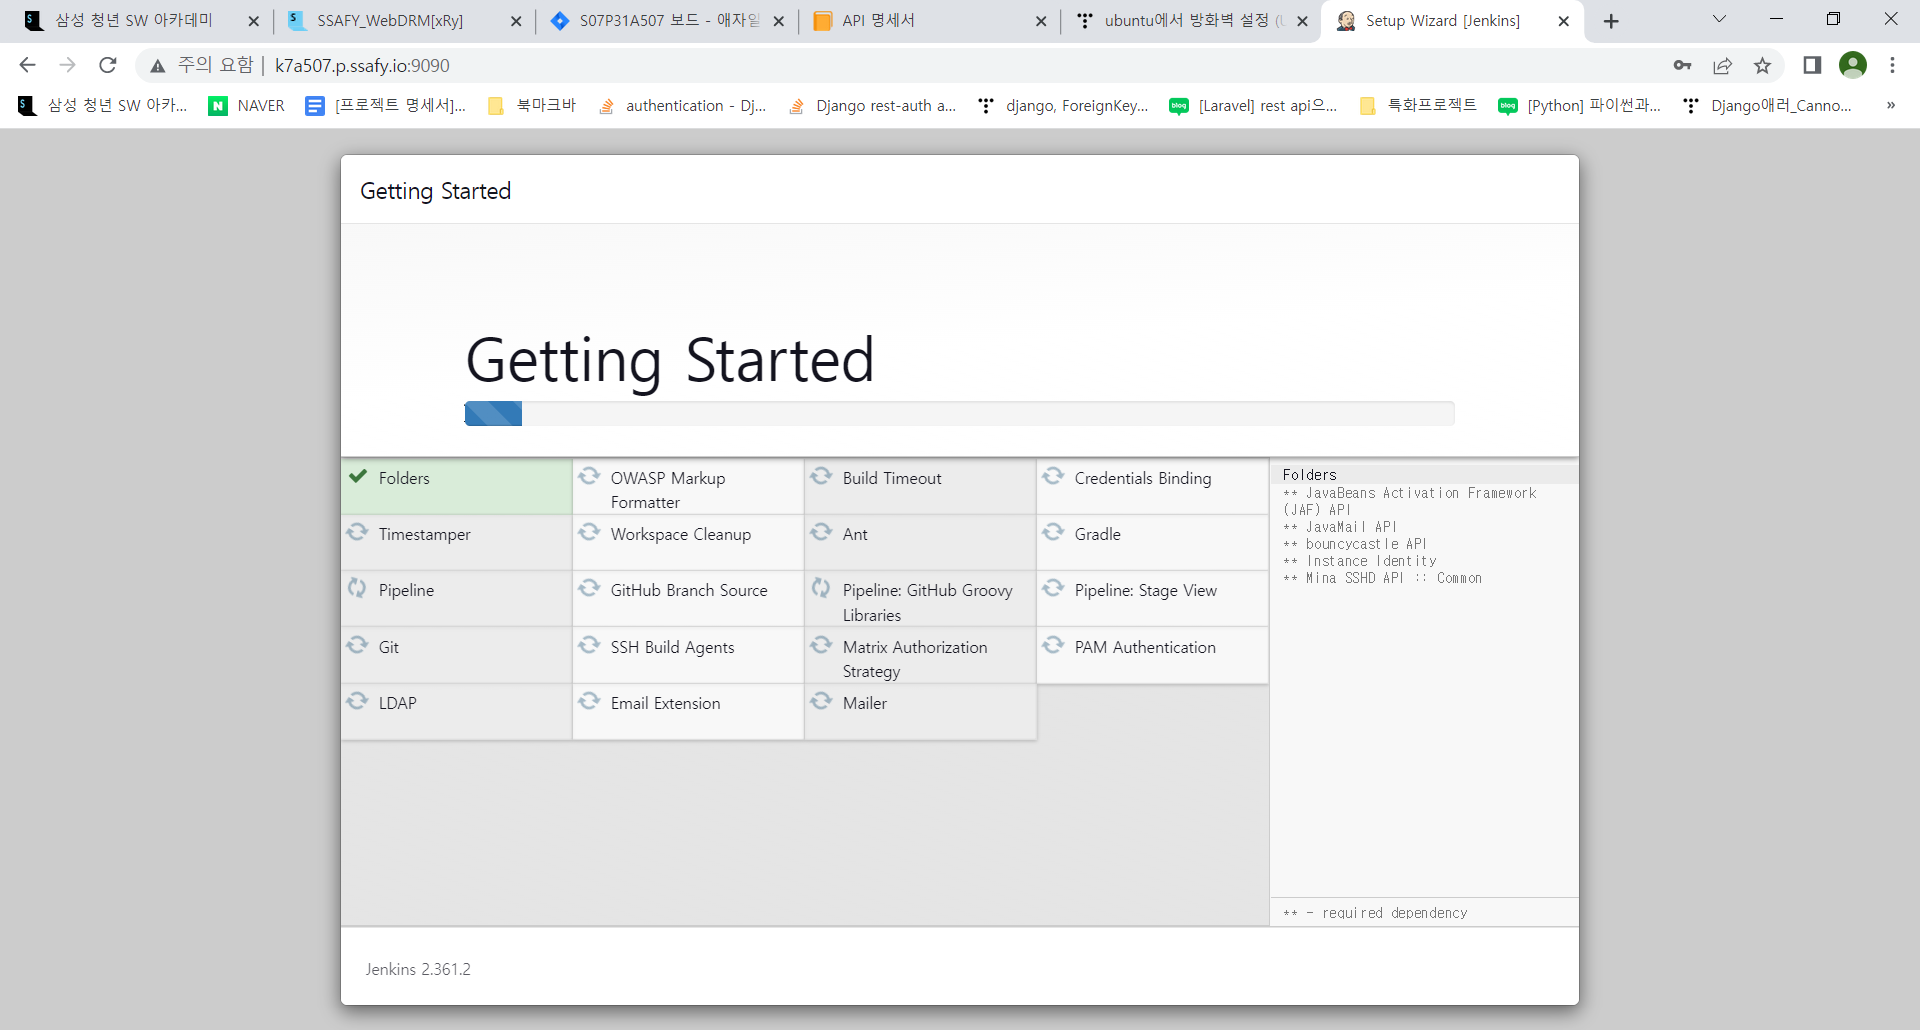 삼성 청년 SW 아카데미
SSAFY_WebDRM[xRy]
S07P31A507 보드 - 애자일
API 명세서
ubuntu에서 방화벽 설정 (
Setup Wizard [Jenkins]
주의 요함 | k7a507.p.ssafy.io:9090
삼성 청년 SW 아카...
NAVER
[프로젝트 명세서]...
북마크바
authentication - Dj...
Django rest-auth a...
django, ForeignKey...
[Laravel] rest api으...
특화프로젝트
[Python] 파이썬과...
Django애러_Canno...
»
Getting Started
Getting Started
Folders
OWASP Markup
Formatter
Build Timeout
Credentials Binding
Timestamper
Workspace Cleanup
Ant
Gradle
Pipeline
GitHub Branch Source
Pipeline: GitHub Groovy
Libraries
Pipeline: Stage View
Git
SSH Build Agents
Matrix Authorization
Strategy
PAM Authentication
LDAP
Email Extension
Mailer
Folders
** JavaBeans Activation Framework
(JAF) API
** JavaMail API
** bouncycastle API
** Instance Identity
** Mina SSHD API :: Common
** - required dependency
Jenkins 2.361.2